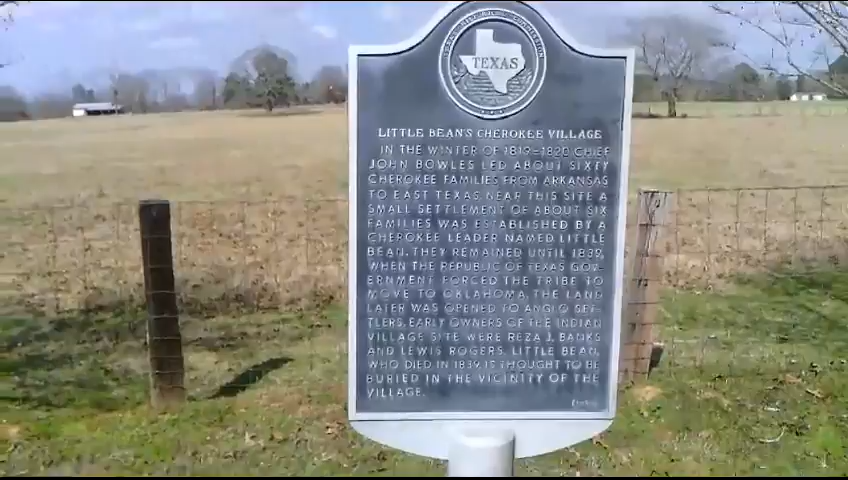 TEXAS
LITTLE BEAN'S CHEROKEE VILLAGE
IN THE WINTER OF 1819-1820 CHIEF
JOHN BOWLES LED ABOUT SIXTY
CHEROKEE FAMILIES FROM ARKANSAS
TO EAST TEXAS. NEAR THIS SITE A
SMALL SETTLEMENT OF ABOUT SIX
FAMILIES WAS ESTABLISHED BY A
CHEROKEE LEADER NAMED LITTLE
BEAN. THEY REMAINED UNTIL 1839,
WHEN THE REPUBLIC OF TEXAS GOV-
ERNMENT FORCED THE TRIBE TO
MOVE TO OKLAHOMA. THE LAND
LATER WAS OPENED TO ANGLO SET-
TLERS. EARLY OWNERS OF THE INDIAN
VILLAGE SITE WERE REZA J. BANKS
AND LEWIS ROGERS. LITTLE BEAN,
WHO DIED IN 1839, IS THOUGHT TO BE
BURIED IN THE VICINITY OF THE
VILLAGE.